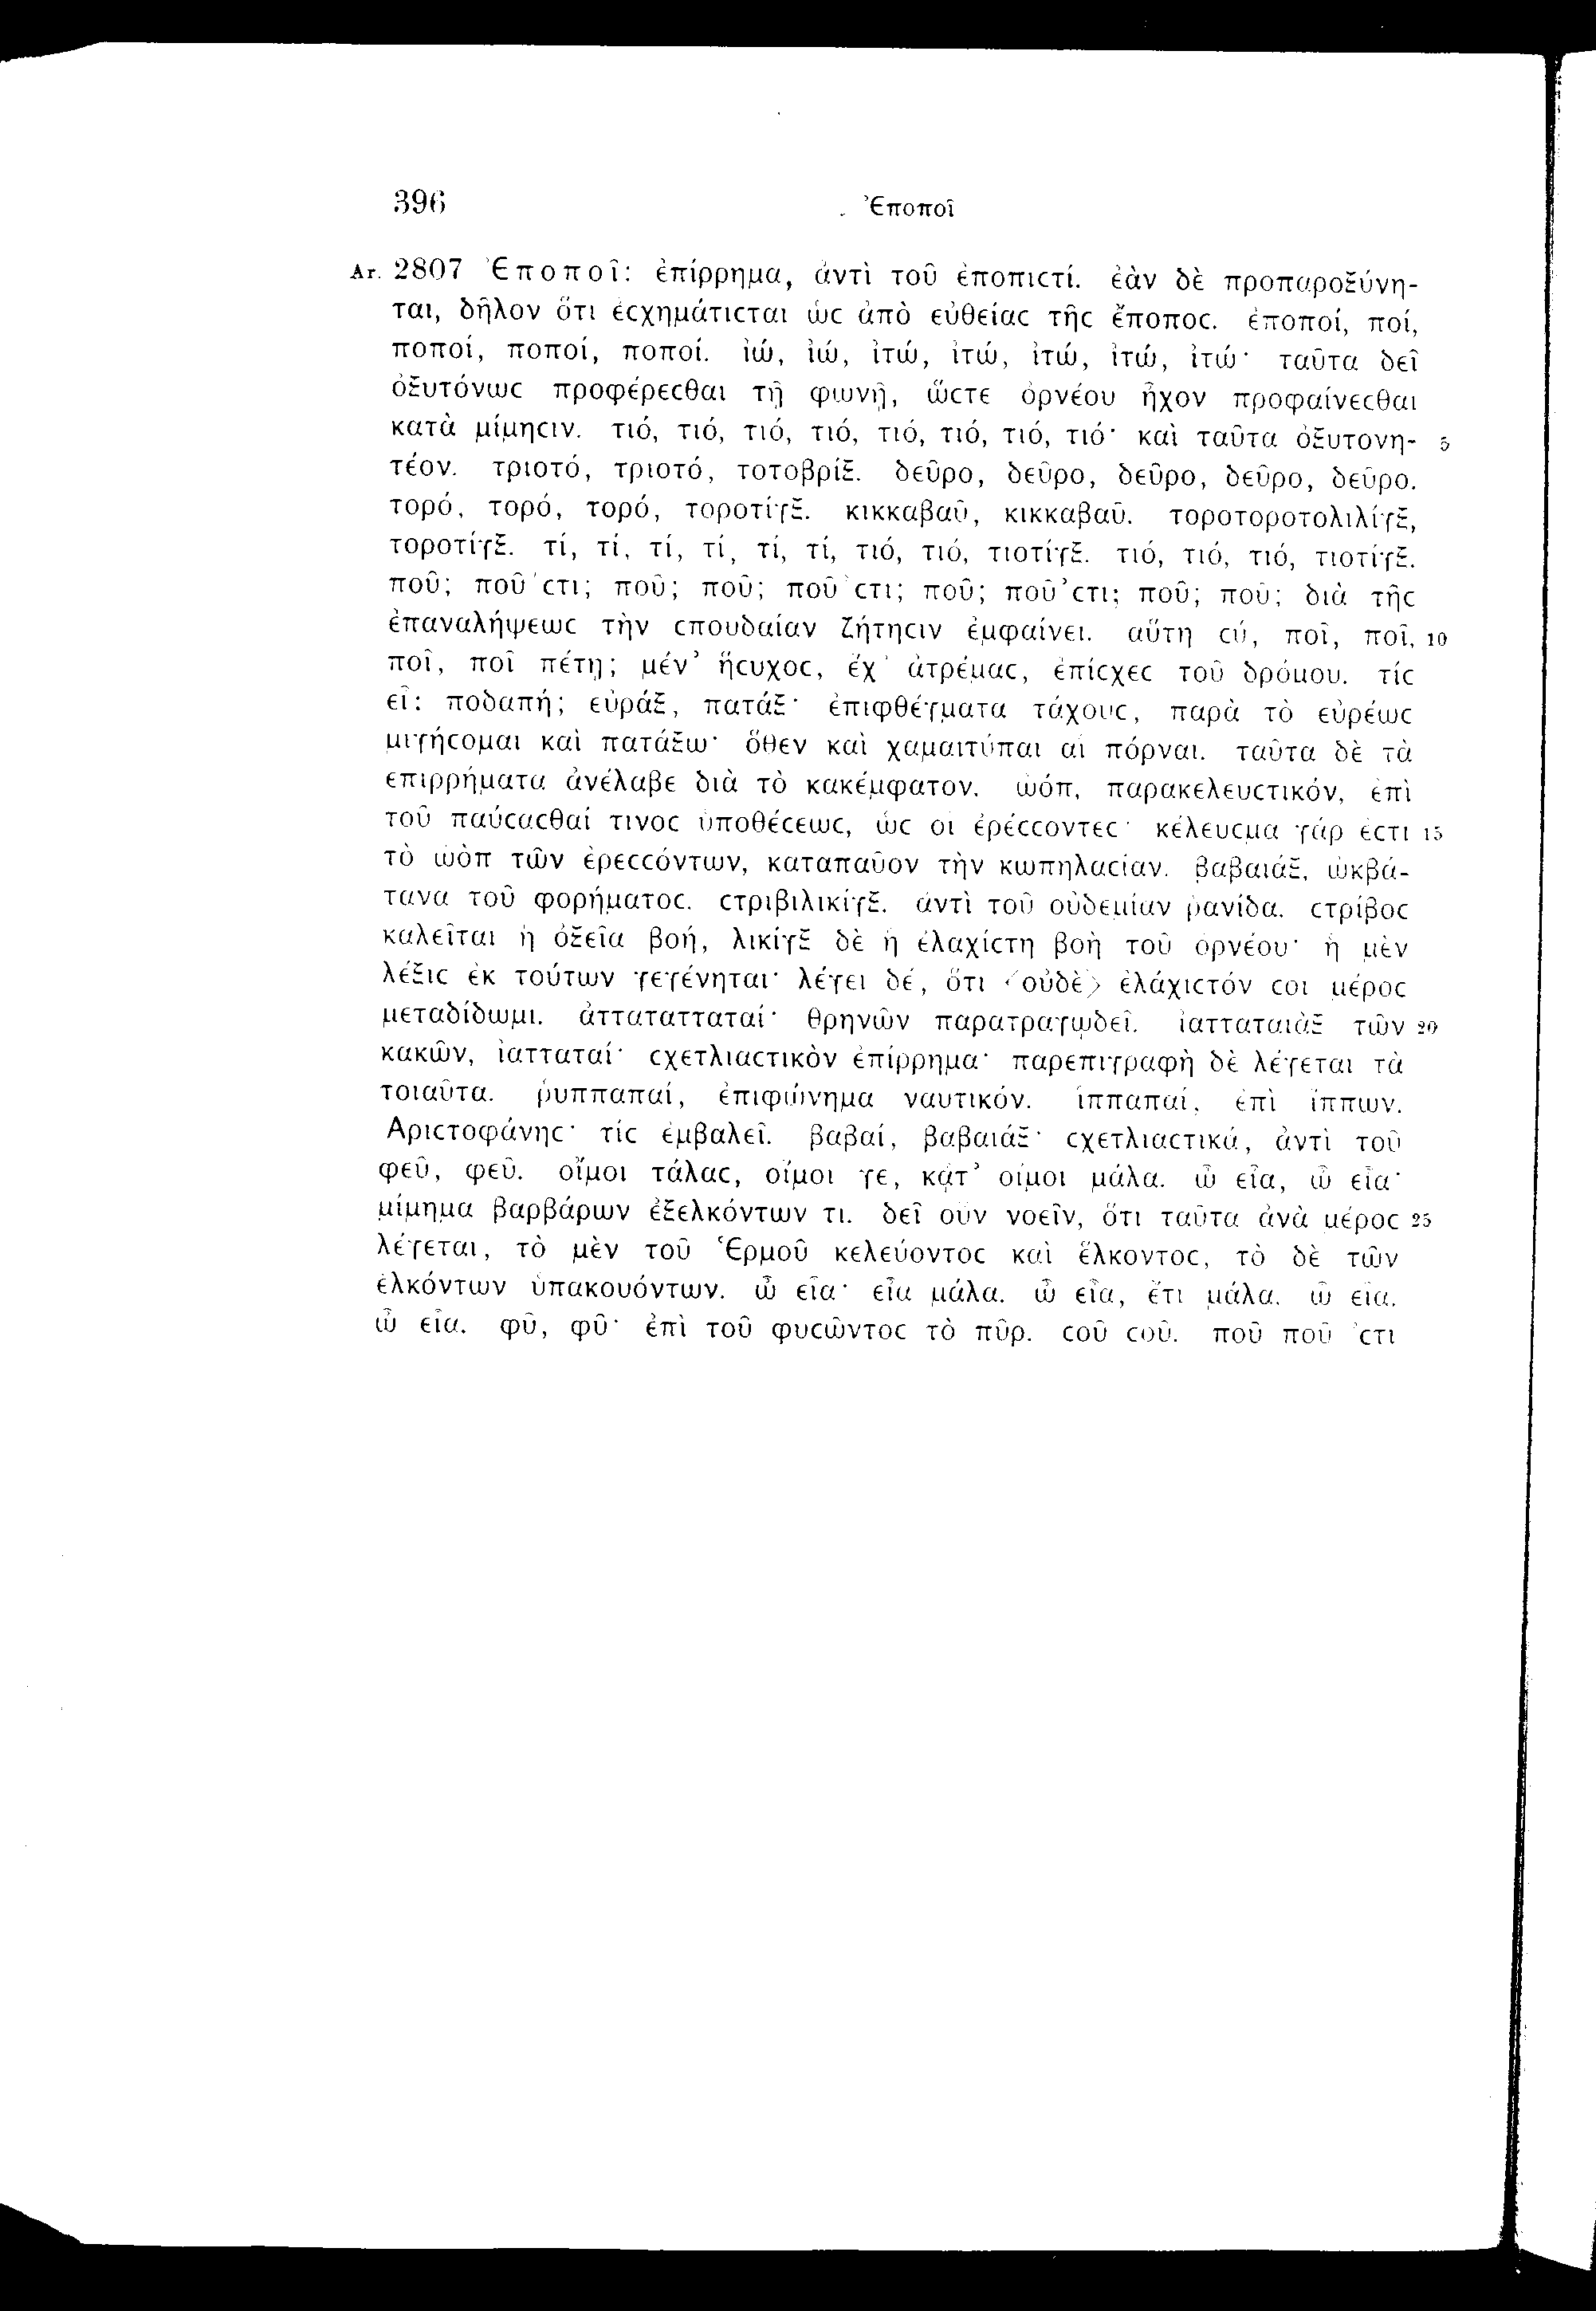 396
Ἐποποῖ
Ar. 2807 Ἐποποῖ: ἐπίρρημα, ἀντὶ τοῦ ἐποπιϲτί. ἐὰν δὲ προπαροξύνη-
ται, δῆλον ὅτι ἐϲχημάτιϲται ὡϲ ἀπὸ εὐθείαϲ τῆϲ ἔποποϲ. ἐποποί, ποί,
ποποί, ποποί, ποποί. ἰώ, ἰώ, ἰτώ, ἰτώ, ἰτώ, ἰτώ, ἰτώ· ταῦτα δεῖ
ὀξυτόνωϲ προφέρεϲθαι τῇ φωνῇ, ὥϲτε ὀρνέου ἦχον προφαίνεϲθαι
κατὰ μίμηϲιν. τιό, τιό, τιό, τιό, τιό, τιό, τιό, τιό· καὶ ταῦτα ὀξυτονη- 5
τέον. τριοτό, τριοτό, τοτοβρίξ. δεῦρο, δεῦρο, δεῦρο, δεῦρο, δεῦρο.
τορό, τορό, τορό, τοροτίγξ. κικκαβαῦ, κικκαβαῦ. τοροτοροτολιλίγξ,
τοροτίγξ. τί, τί, τί, τί, τί, τί, τιό, τιό, τιοτίγξ. τιό, τιό, τιό, τιοτίγξ.
ποῦ; ποῦ ’ϲτι; ποῦ; ποῦ; ποῦ ’ϲτι; ποῦ; ποῦ ’ϲτι; ποῦ; ποῦ; διὰ τῆϲ
ἐπαναλήψεωϲ τὴν ϲπουδαίαν ζήτηϲιν ἐμφαίνει. αὕτη ϲύ, ποῖ, ποῖ, 10
ποῖ, ποῖ πέτῃ; μέν’ ἥϲυχοϲ, ἔχ’ ἀτρέμαϲ, ἐπίϲχεϲ τοῦ δρόμου. τίϲ
εἶ; ποδαπή; εὐράξ, πατάξ· ἐπιφθέγματα τάχουϲ, παρὰ τὸ εὐρέωϲ
μιγήϲομαι καὶ πατάξω· ὅθεν καὶ χαμαιτύπαι αἱ πόρναι. ταῦτα δὲ τὰ
ἐπιρρήματα ἀνέλαβε διὰ τὸ κακέμφατον. ὠόπ, παρακελευϲτικόν, ἐπὶ
τοῦ παύϲαϲθαί τινοϲ ὑποθέϲεωϲ, ὡϲ οἱ ἐρέϲϲοντεϲ· κέλευϲμα γάρ ἐϲτι 15
τὸ ὠὸπ τῶν ἐρεϲϲόντων, καταπαῦον τὴν κωπηλαϲίαν. βαβαιάξ, ὠκβά-
τανα τοῦ φορήματοϲ. ϲτριβιλικίγξ. ἀντὶ τοῦ οὐδεμίαν ῥανίδα. ϲτρίβοϲ
καλεῖται ἡ ὀξεῖα βοή, λικίγξ δὲ ἡ ἐλαχίϲτη βοὴ τοῦ ὀρνέου· ἡ μὲν
λέξιϲ ἐκ τούτων γεγένηται· λέγει δέ, ὅτι <οὐδὲ> ἐλάχιϲτόν ϲοι μέροϲ
μεταδίδωμι. ἀτταταττταταί· θρηνῶν παρατραγῳδεῖ. ἰατταταιὰξ τῶν 20
κακῶν, ἰατταταί· ϲχετλιαϲτικὸν ἐπίρρημα· παρεπιγραφὴ δὲ λέγεται τὰ
τοιαῦτα. ῥυππαπαί, ἐπιφώνημα ναυτικόν. ἱππαπαί, ἐπὶ ἵππων.
Ἀριϲτοφάνηϲ· τίϲ ἐμβαλεῖ. βαβαί, βαβαιάξ· ϲχετλιαϲτικά, ἀντὶ τοῦ
φεῦ, φεῦ. οἴμοι τάλαϲ, οἴμοι γε, κᾆτ’ οἴμοι μάλα. ὢ εἶα, ὢ εἶα·
μίμημα βαρβάρων ἐξελκόντων τι. δεῖ οὖν νοεῖν, ὅτι ταῦτα ἀνὰ μέροϲ 25
λέγεται, τὸ μὲν τοῦ Ἑρμοῦ κελεύοντοϲ καὶ ἕλκοντοϲ, τὸ δὲ τῶν
ἑλκόντων ὑπακουόντων. ὦ εἶα· εἶα μάλα. ὦ εἶα, ἔτι μάλα. ὦ εἶα.
ὦ εἶα. φῦ, φῦ· ἐπὶ τοῦ φυϲῶντοϲ τὸ πῦρ. ϲοῦ ϲοῦ. ποῦ ποῦ ’ϲτι